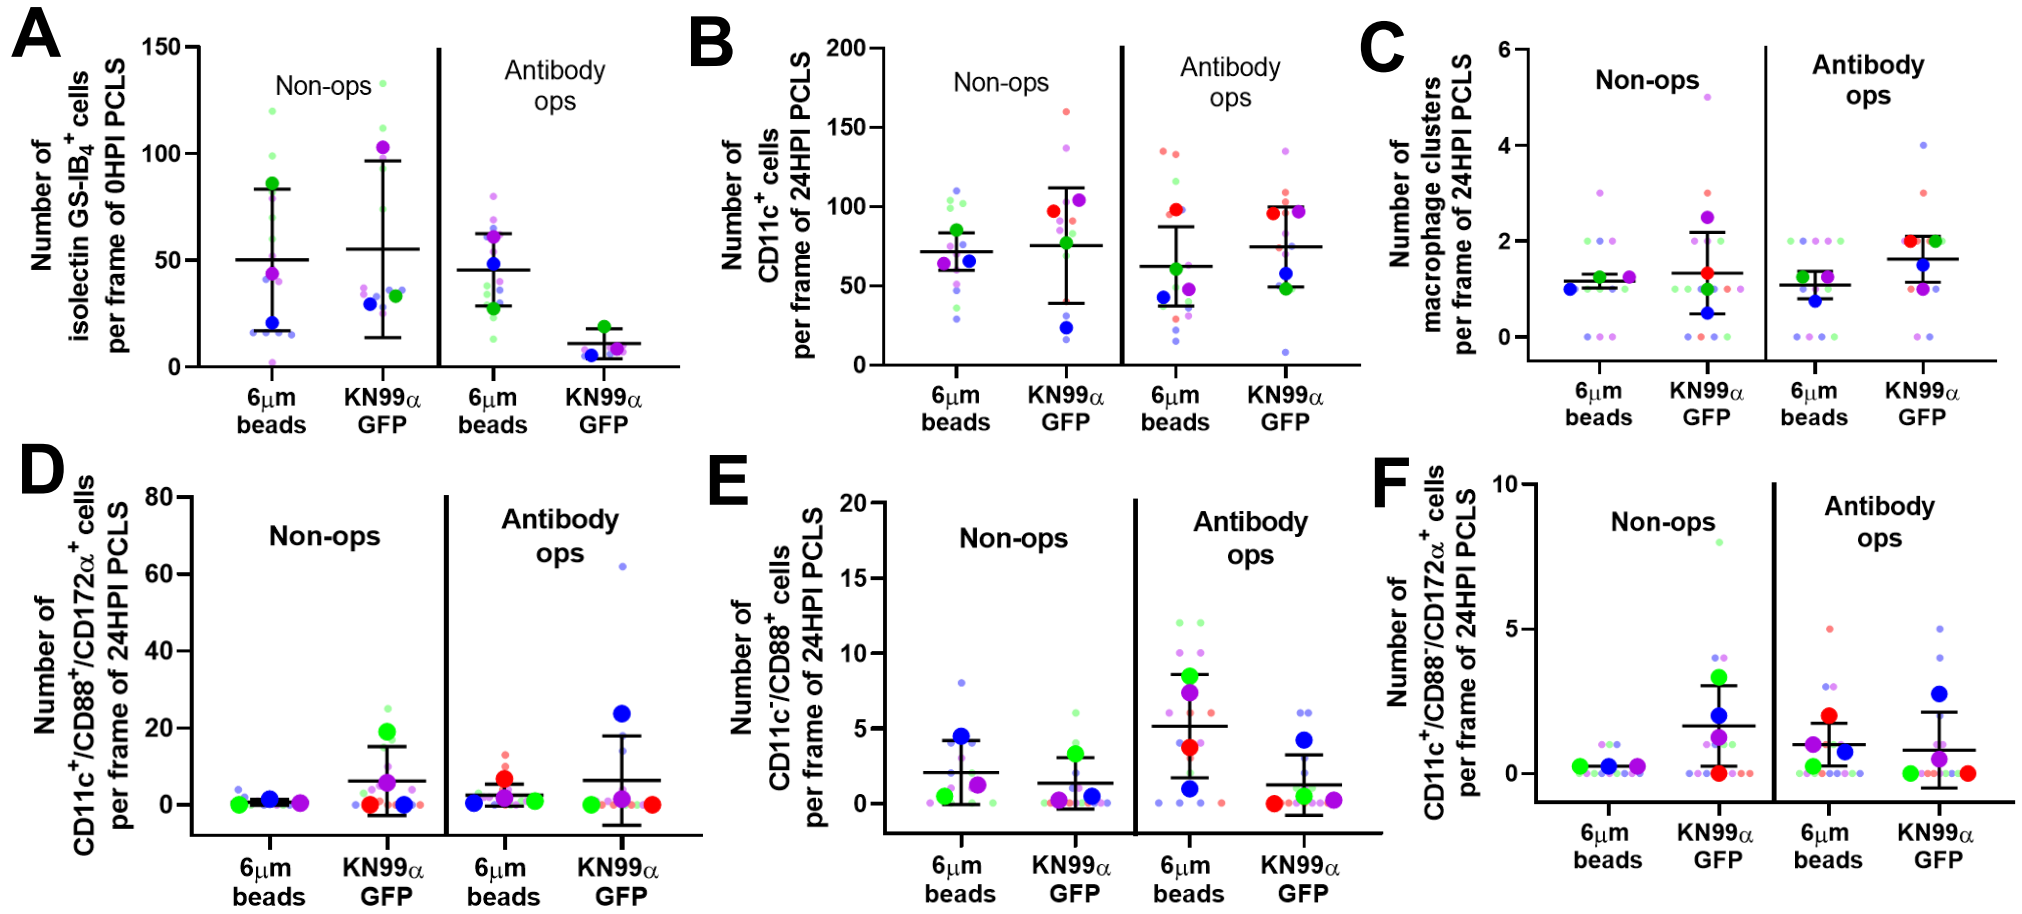 A
Number of
isolectin GS-IB4+ cells
per frame of 0HPI PCLS
150
100
50
0
Non-ops
Antibody
ops
6μm
beads
KN99α
GFP
6μm
beads
KN99α
GFP
B
Number of
CD11c+ cells
per frame of 24HPI PCLS
200
150
100
50
0
Non-ops
Antibody
ops
6μm
beads
KN99α
GFP
6μm
beads
KN99α
GFP
C
Number of
macrophage clusters
per frame of 24HPI PCLS
6
4
2
0
Non-ops
Antibody
ops
6μm
beads
KN99α
GFP
6μm
beads
KN99α
GFP
D
Number of
CD11c+/CD88+/CD172α+ cells
per frame of 24HPI PCLS
80
60
40
20
0
Non-ops
Antibody
ops
6μm
beads
KN99α
GFP
6μm
beads
KN99α
GFP
E
Number of
CD11c-/CD88+ cells
per frame of 24HPI PCLS
20
15
10
5
0
Non-ops
Antibody
ops
6μm
beads
KN99α
GFP
6μm
beads
KN99α
GFP
F
Number of
CD11c+/CD88-/CD172α+ cells
per frame of 24HPI PCLS
10
5
0
Non-ops
Antibody
ops
6μm
beads
KN99α
GFP
6μm
beads
KN99α
GFP